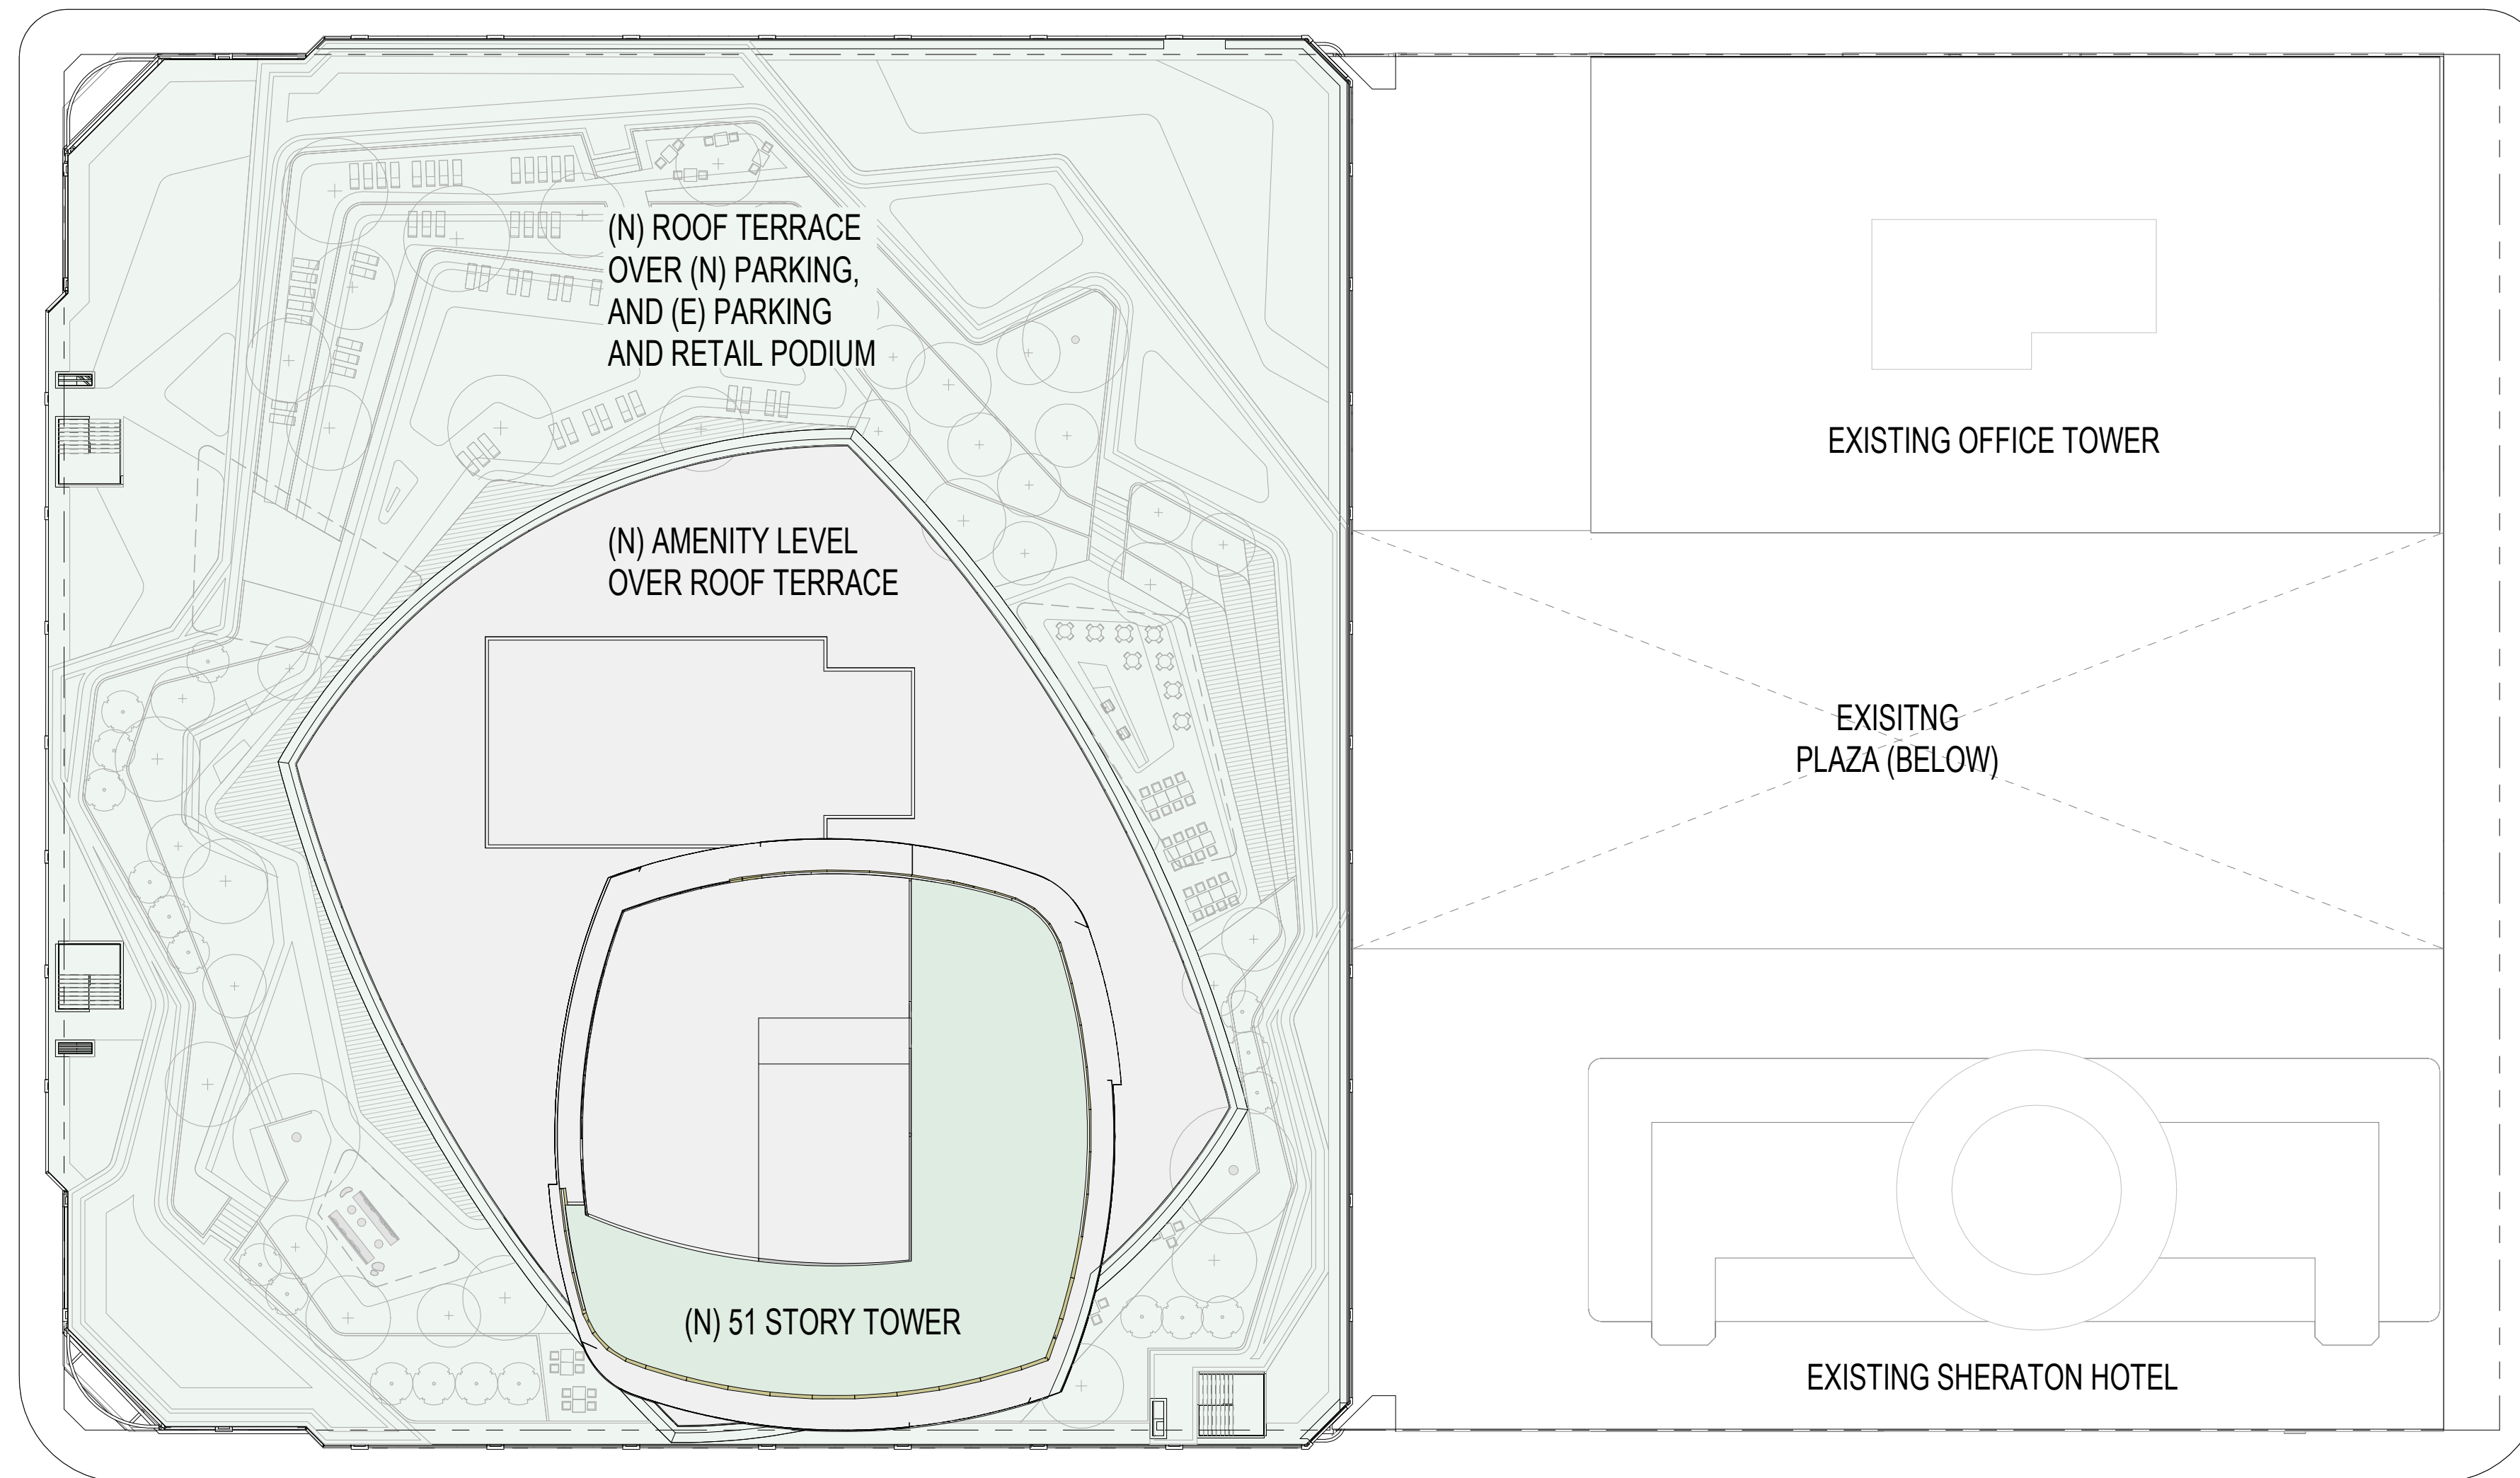 (N) ROOF TERRACE
OVER (N) PARKING,
AND (E) PARKING
AND RETAIL PODIUM
EXISTING OFFICE TOWER
(N) AMENITY LEVEL
OVER ROOF TERRACE
EXISITNG
PLAZA (BELOW)
(N) 51 STORY TOWER
EXISTING SHERATON HOTEL